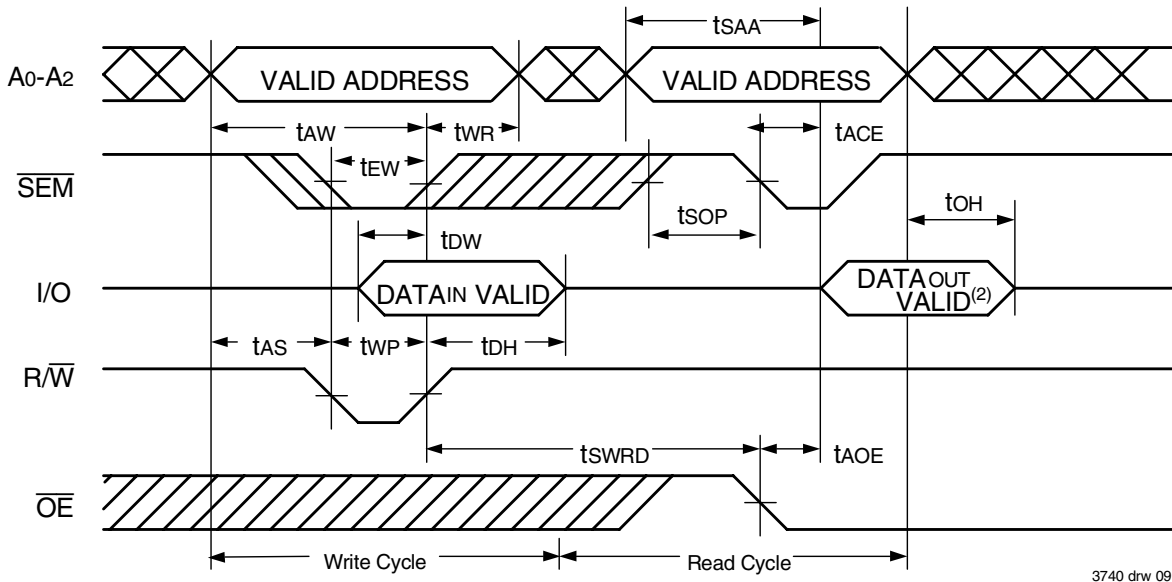 tSAA
A0-A2
VALID ADDRESS
VALID ADDRESS
tAW
tWR
tACE
tEW
SEM
tSOP
tOH
tDW
I/O
DATAIN VALID
DATAOUT
VALID(2)
tAS
tWP
tDH
R/W
tSWRD
tAOE
OE
Write Cycle
Read Cycle
3740 drw 09